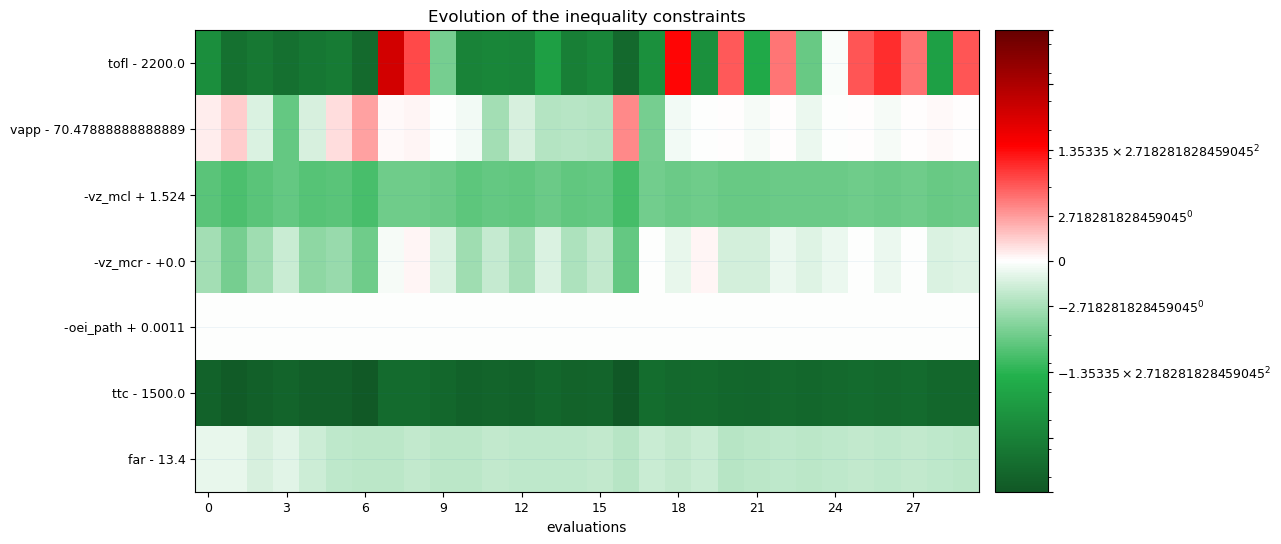 Evolution of the inequality constraints
tofl - 2200.0
vapp - 70.47888888888889
-vz_mcl + 1.524
-vz_mcr - +0.0
-oei_path + 0.0011
ttc - 1500.0
far - 13.4
0 3 6 9 12 15 18 21 24 27
evaluations
1.35335 × 2.718281828459045²
2.718281828459045⁰
0
−2.718281828459045⁰
−1.35335 × 2.718281828459045²